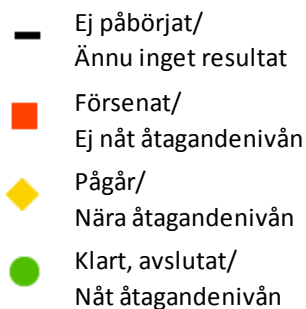 Ej påbörjat/
Ännu inget resultat
Försenat/
Ej nåt åtagandenivån
Pågår/
Nära åtagandenivån
Klart, avslutat/
Nåt åtagandenivån